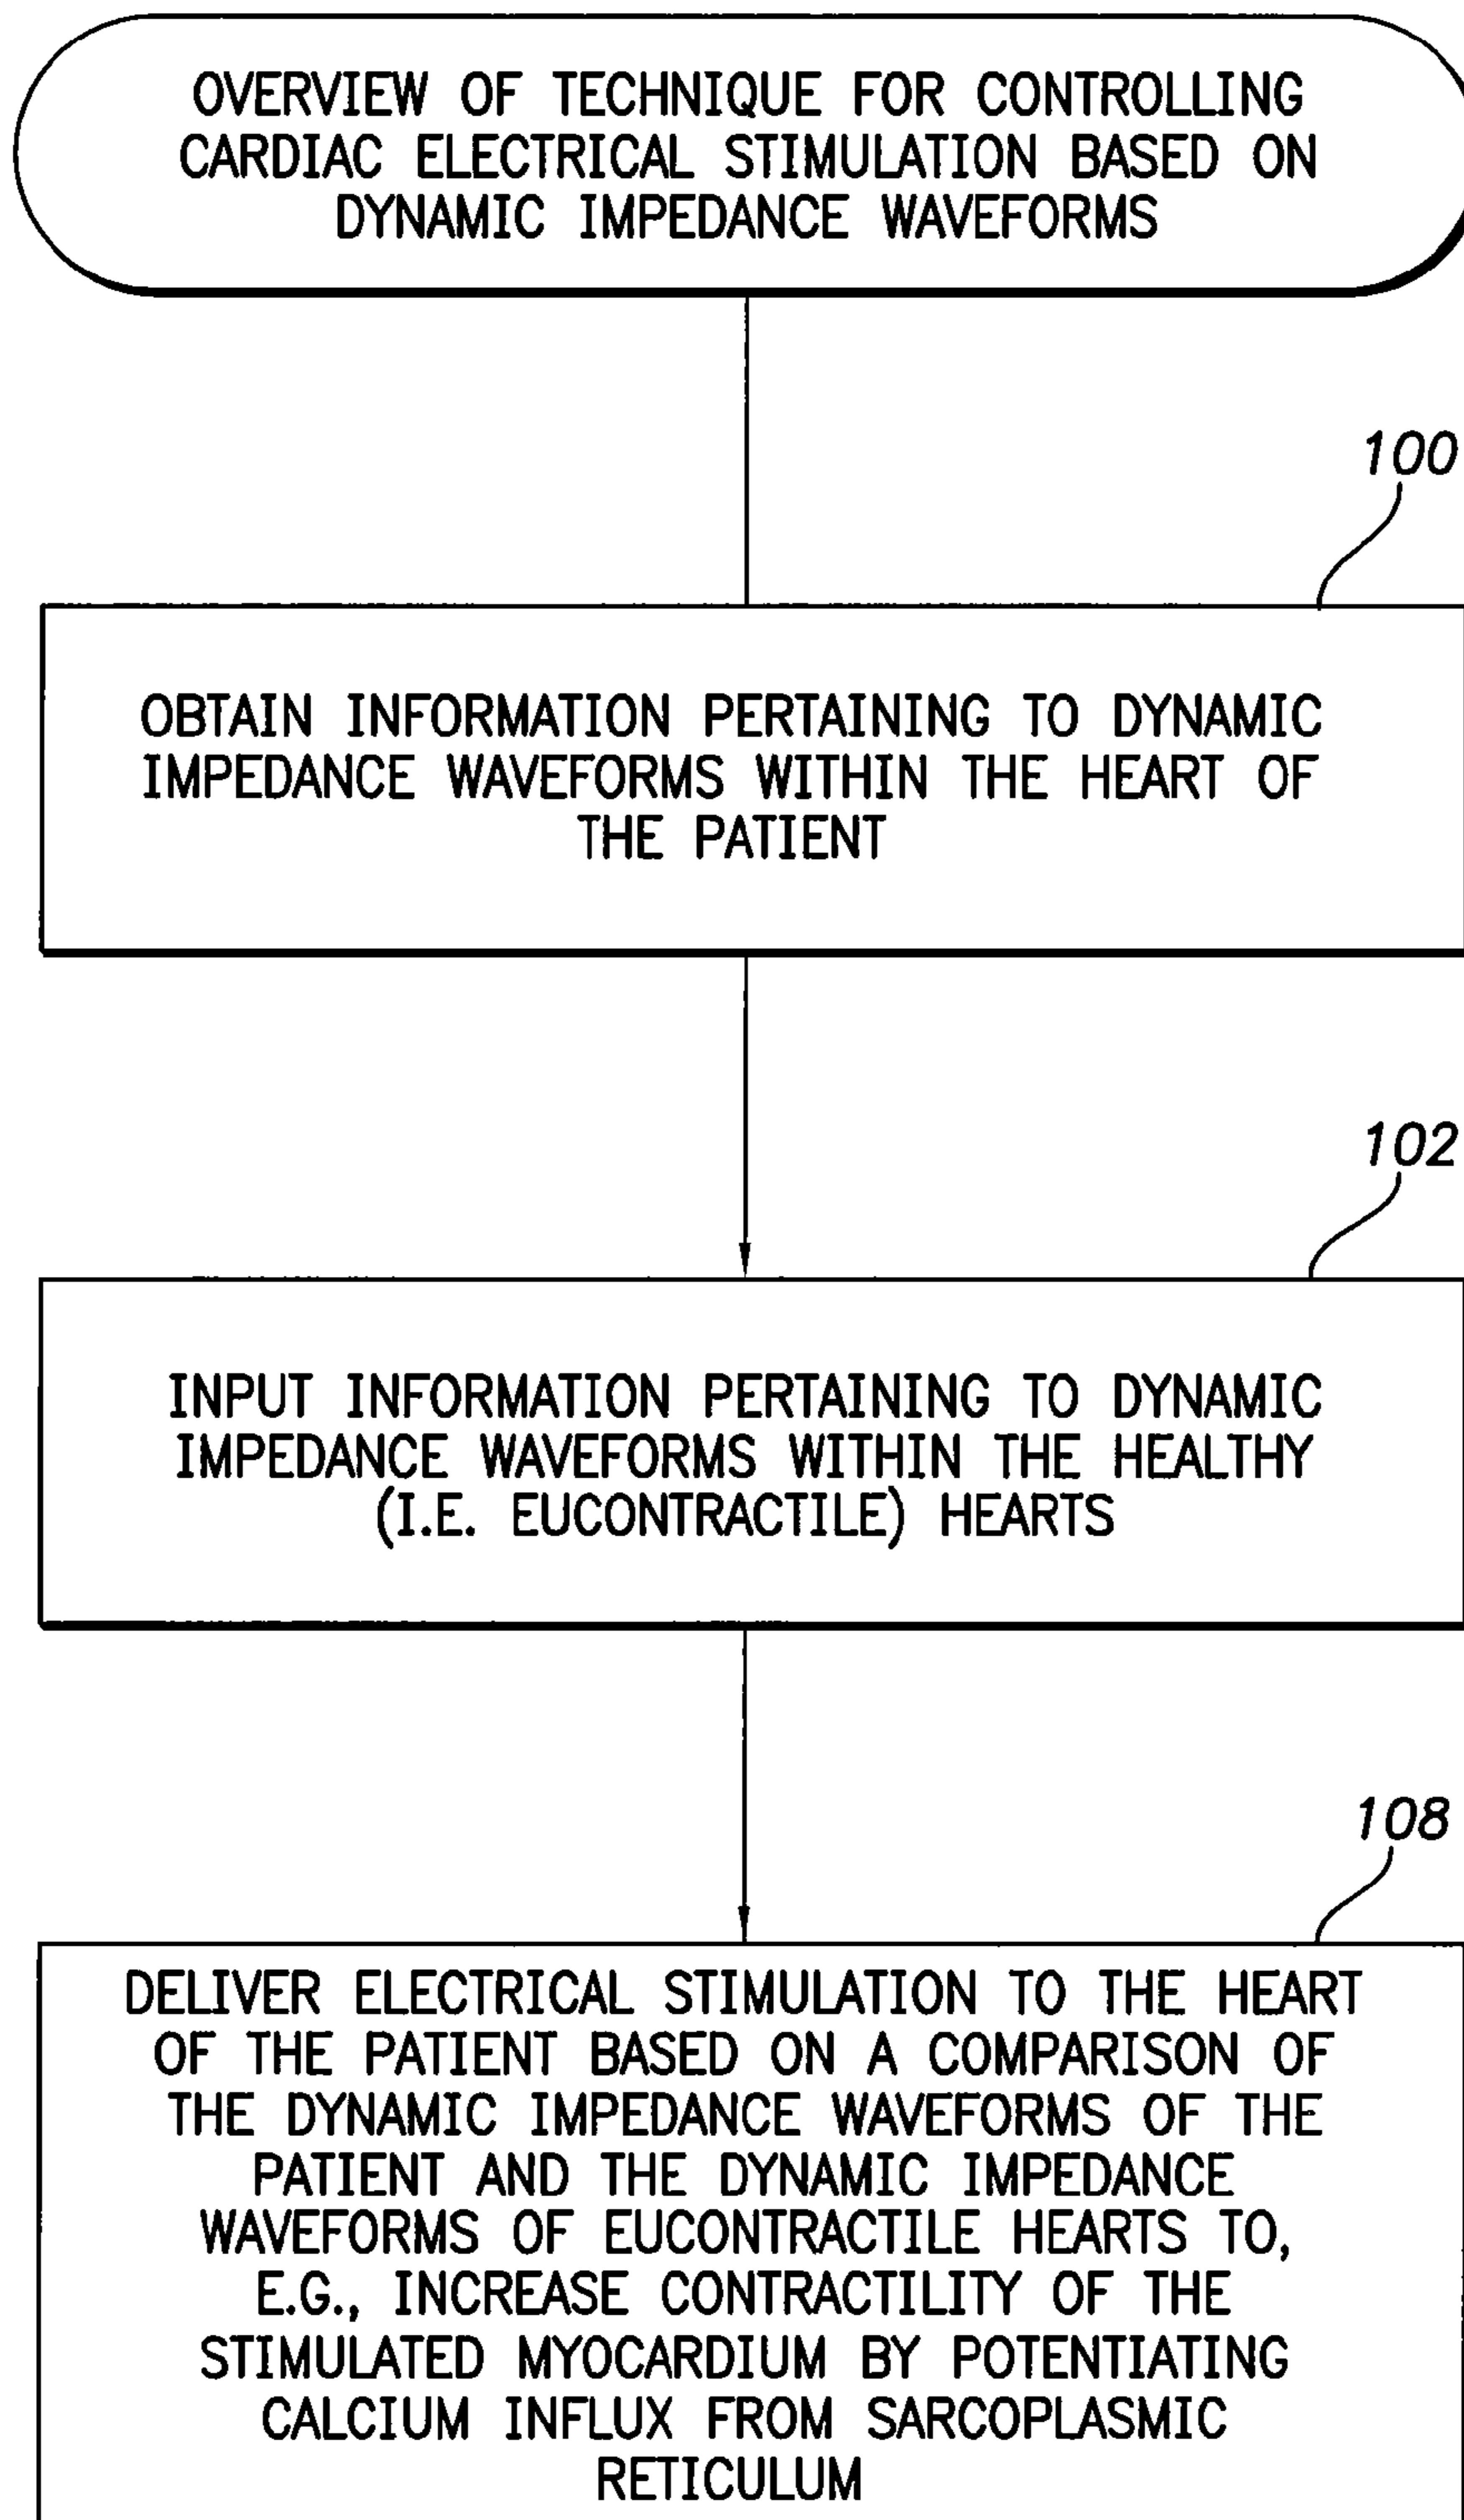 OVERVIEW OF TECHNIQUE FOR CONTROLLING
CARDIAC ELECTRICAL STIMULATION BASED ON
DYNAMIC IMPEDANCE WAVEFORMS
100
OBTAIN INFORMATION PERTAINING TO DYNAMIC
IMPEDANCE WAVEFORMS WITHIN THE HEART OF
THE PATIENT
102
INPUT INFORMATION PERTAINING TO DYNAMIC
IMPEDANCE WAVEFORMS WITHIN THE HEALTHY
(I.E. EUCONTRACTILE) HEARTS
108
DELIVER ELECTRICAL STIMULATION TO THE HEART
OF THE PATIENT BASED ON A COMPARISON OF
THE DYNAMIC IMPEDANCE WAVEFORMS OF THE
PATIENT AND THE DYNAMIC IMPEDANCE
WAVEFORMS OF EUCONTRACTILE HEARTS TO,
E.G., INCREASE CONTRACTILITY OF THE
STIMULATED MYOCARDIUM BY POTENTIATING
CALCIUM INFLUX FROM SARCOPLASMIC
RETICULUM